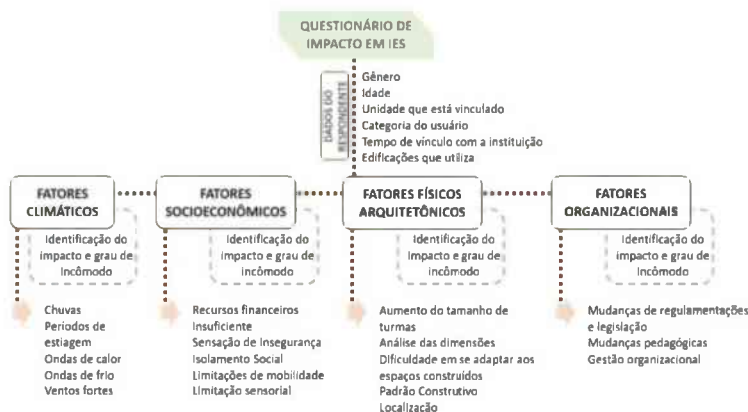 QUESTIONÁRIO DE
IMPACTO EM IES
DADOS DO
RESPONDENTE
Gênero
Idade
Unidade que está vinculado
Categoria do usuário
Tempo de vínculo com a instituição
Edificações que utiliza
FATORES
CLIMÁTICOS
Identificação do
impacto e grau de
Incômodo
Chuvas
Períodos de
estiagem
Ondas de calor
Ondas de frio
Ventos fortes
FATORES
SOCIOECONÔMICOS
Identificação do
impacto e grau de
incômodo
Recursos financeiros
Insuficiente
Sensação de Insegurança
Isolamento Social
Limitações de mobilidade
Limitação sensorial
FATORES FÍSICOS
ARQUITETÔNICOS
Identificação do
Impacto e grau de
Incômodo
Aumento do tamanho de
turmas
Análise das dimensões
Dificuldade em se adaptar aos
espaços construídos
Padrão Construtivo
Localização
FATORES
ORGANIZACIONAIS
Identificação do
impacto e grau de
Incômodo
Mudanças de regulamentações
e legislação
Mudanças pedagógicas
Gestão organizacional